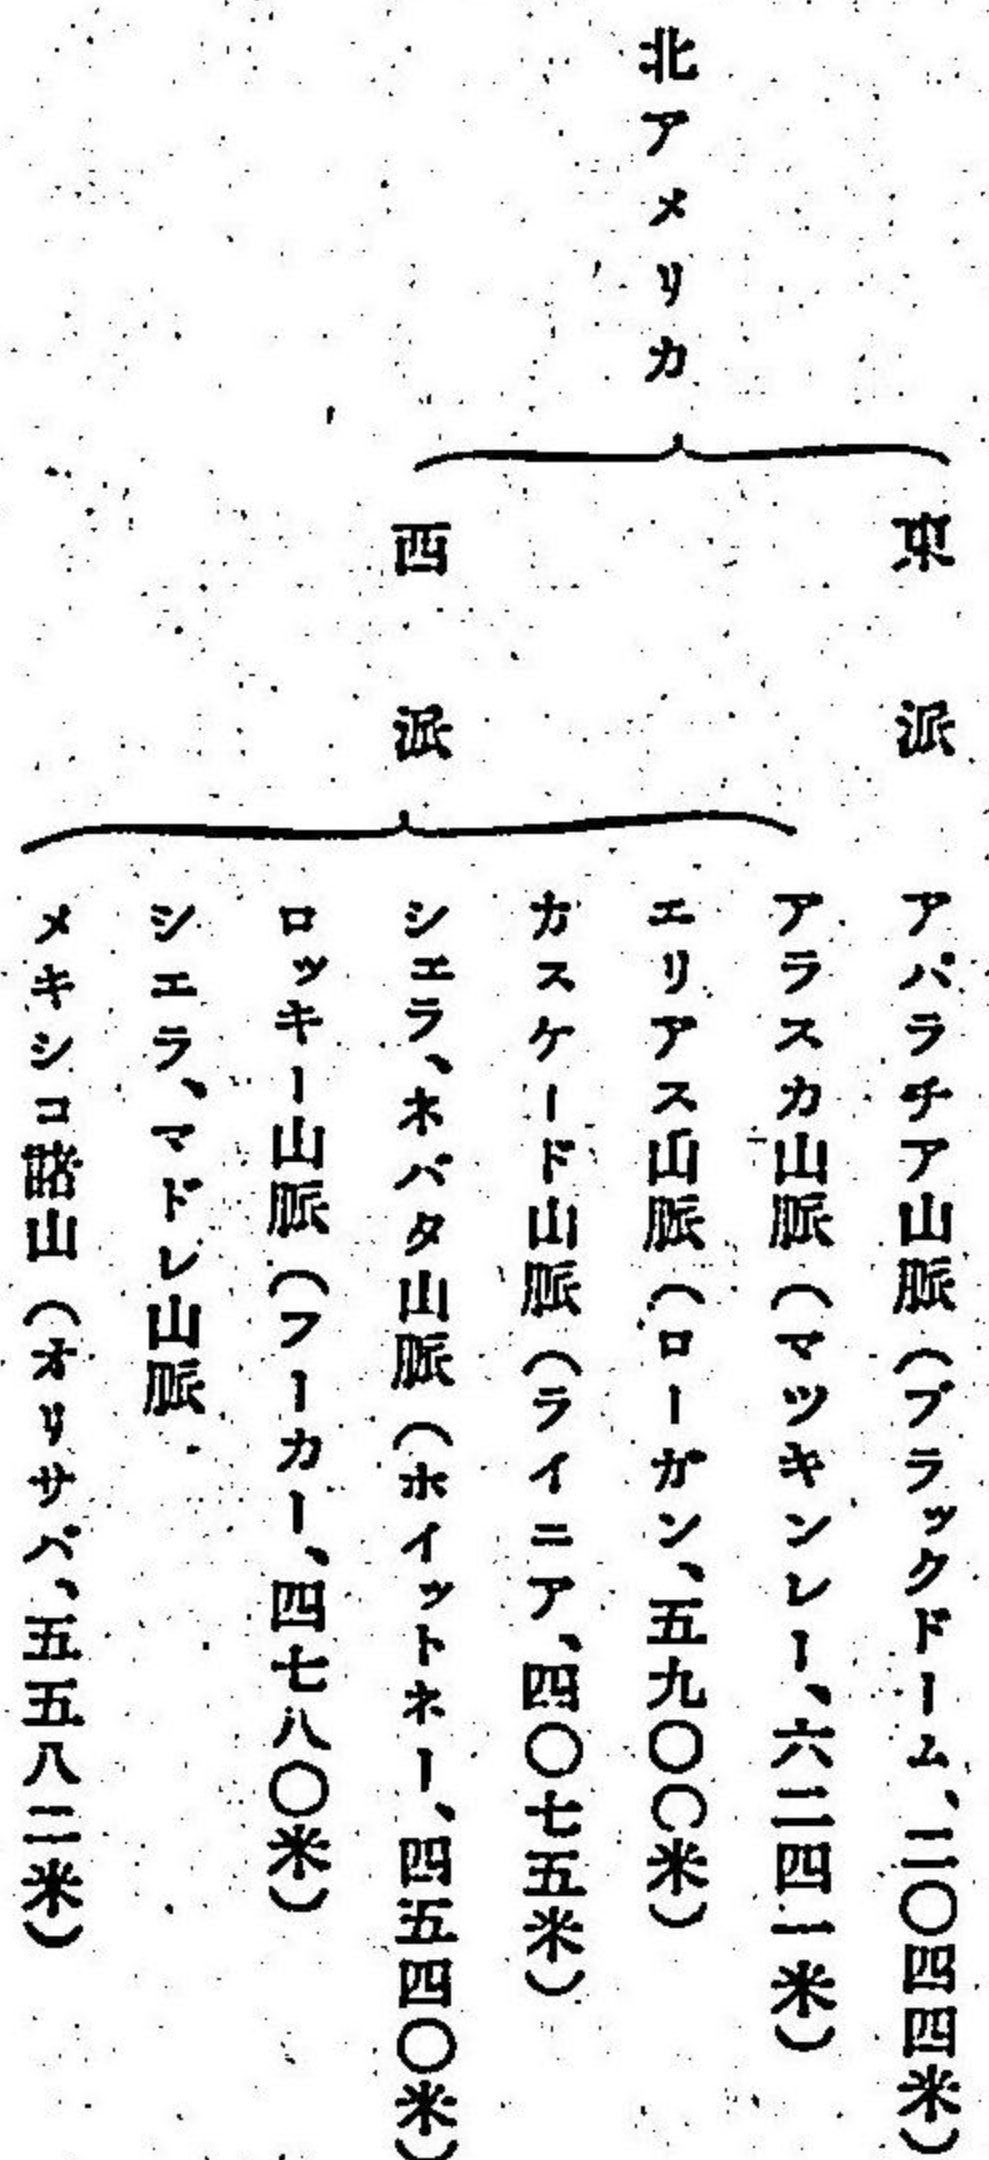 北アメリカ
東派
アパラチア山脈(ブラックドーム、二〇四四米)
西派
アラスカ山脈(マツキンレー、六二四一米)
エリアス山脈(ローガン、五九〇〇米)
カスケード山脈(ライニア、四〇七五米)
シエラ、ネバタ山脈(ホイットネー、四五四〇米)
ロッキー山脈(フーカー、四七八〇米)
シエラ、マドレ山脈
メキシコ諸山(オリサバ、五五八二米)